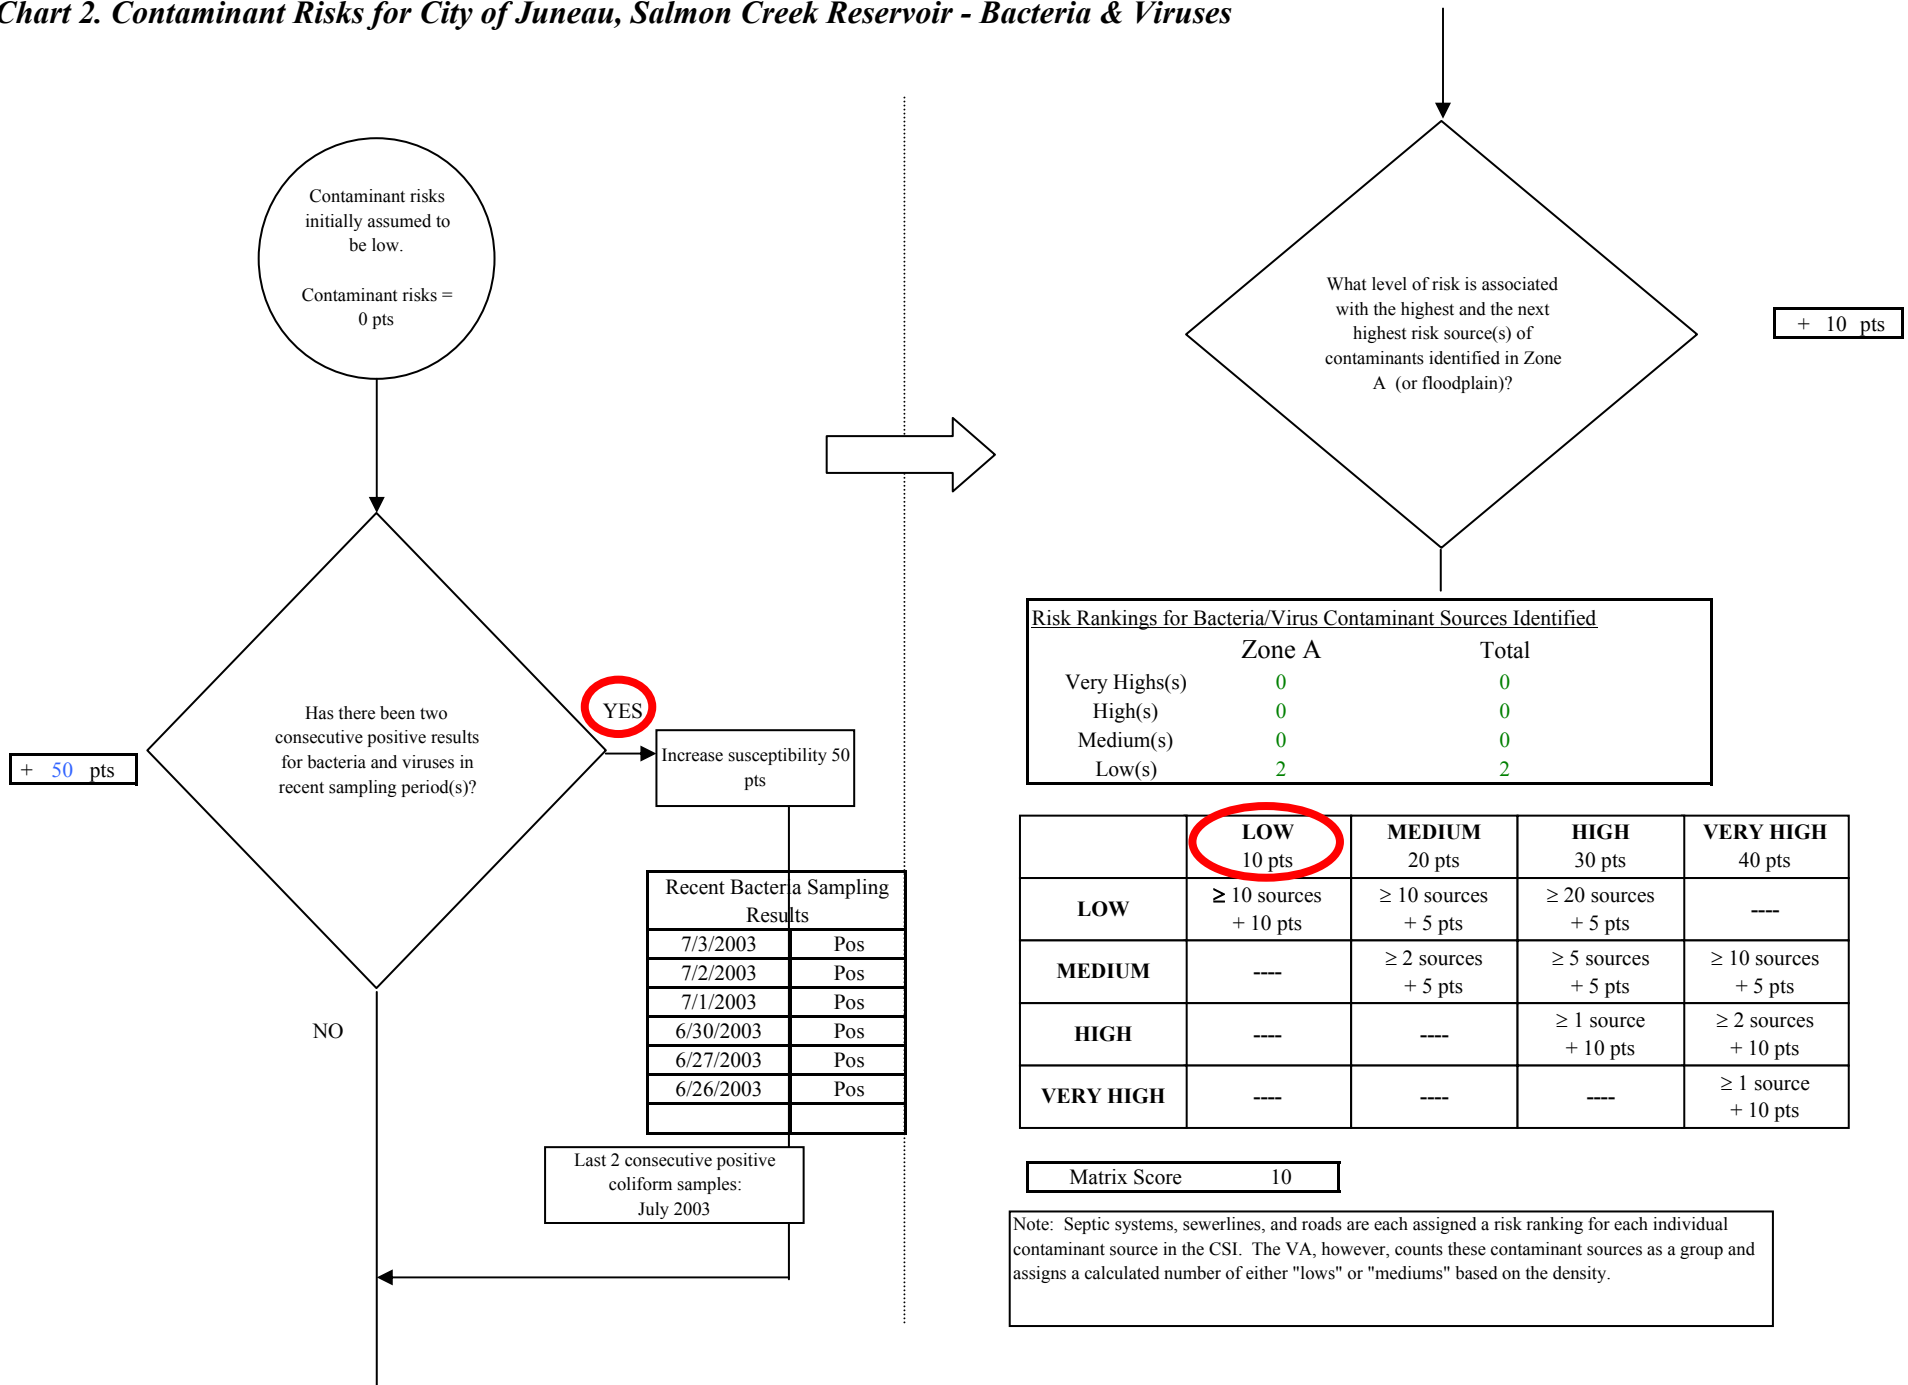 Chart 2. Contaminant Risks for City of Juneau, Salmon Creek Reservoir - Bacteria & Viruses
Contaminant risks
initially assumed to
be low.
Contaminant risks =
0 pts
Has there been two
consecutive positive results
for bacteria and viruses in
recent sampling period(s)?
+ 50 pts
YES
Increase susceptibility 50
pts
NO
Recent Bacteria Sampling
Results
7/3/2003 Pos
7/2/2003 Pos
7/1/2003 Pos
6/30/2003 Pos
6/27/2003 Pos
6/26/2003 Pos
Last 2 consecutive positive
coliform samples:
July 2003
What level of risk is associated
with the highest and the next
highest risk source(s) of
contaminants identified in Zone
A (or floodplain)?
+ 10 pts
Risk Rankings for Bacteria/Virus Contaminant Sources Identified
Zone A Total
Very Highs(s) 0 0
High(s) 0 0
Medium(s) 0 0
Low(s) 2 2
LOW MEDIUM HIGH VERY HIGH
10 pts 20 pts 30 pts 40 pts
LOW ≥ 10 sources ≥ 10 sources ≥ 20 sources ----
+ 10 pts + 5 pts + 5 pts
MEDIUM ---- ≥ 2 sources ≥ 5 sources ≥ 10 sources
+ 5 pts + 5 pts + 5 pts
HIGH ---- ---- ≥ 1 source ≥ 2 sources
+ 10 pts + 10 pts
VERY HIGH ---- ---- ---- ≥ 1 source
+ 10 pts
Matrix Score 10
Note: Septic systems, sewerlines, and roads are each assigned a risk ranking for each individual
contaminant source in the CSI. The VA, however, counts these contaminant sources as a group and
assigns a calculated number of either "lows" or "mediums" based on the density.